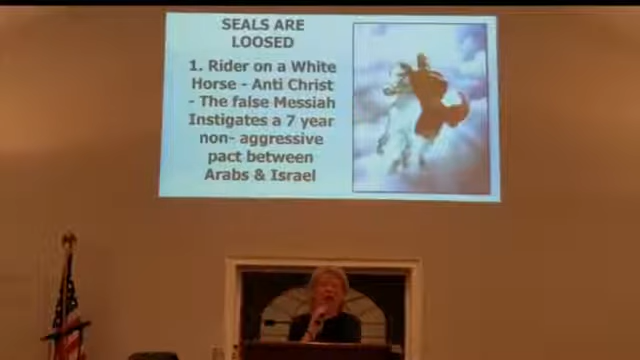 SEALS ARE
LOOSED
1. Rider on a White
Horse - Anti Christ
- The false Messiah
Instigates a 7 year
non- aggressive
pact between
Arabs & Israel